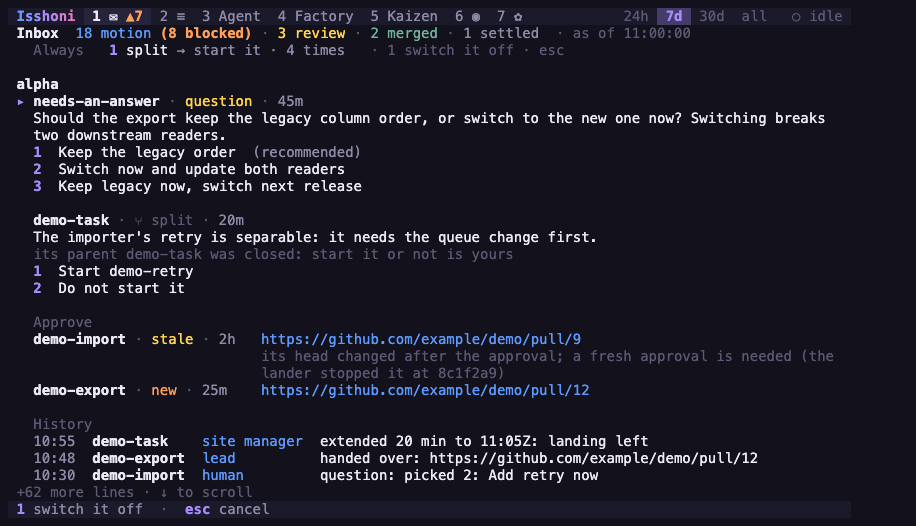 Isshoni 1 ✉ ▲7 2 ≡ 3 Agent 4 Factory 5 Kaizen 6 ◉ 7 ✿ 24h 7d 30d all ○ idle
Inbox 18 motion (8 blocked) · 3 review · 2 merged · 1 settled · as of 11:00:00
Always 1 split → start it · 4 times · 1 switch it off · esc
alpha
▸ needs-an-answer · question · 45m
Should the export keep the legacy column order, or switch to the new one now? Switching breaks
two downstream readers.
1 Keep the legacy order (recommended)
2 Switch now and update both readers
3 Keep legacy now, switch next release
demo-task · ⑂ split · 20m
The importer's retry is separable: it needs the queue change first.
its parent demo-task was closed: start it or not is yours
1 Start demo-retry
2 Do not start it
Approve
demo-import · stale · 2h https://github.com/example/demo/pull/9
its head changed after the approval; a fresh approval is needed (the
lander stopped it at 8c1f2a9)
demo-export · new · 25m https://github.com/example/demo/pull/12
History
10:55 demo-task site manager extended 20 min to 11:05Z: landing left
10:48 demo-export lead handed over: https://github.com/example/demo/pull/12
10:30 demo-import human question: picked 2: Add retry now
+62 more lines · ↓ to scroll
1 switch it off · esc cancel